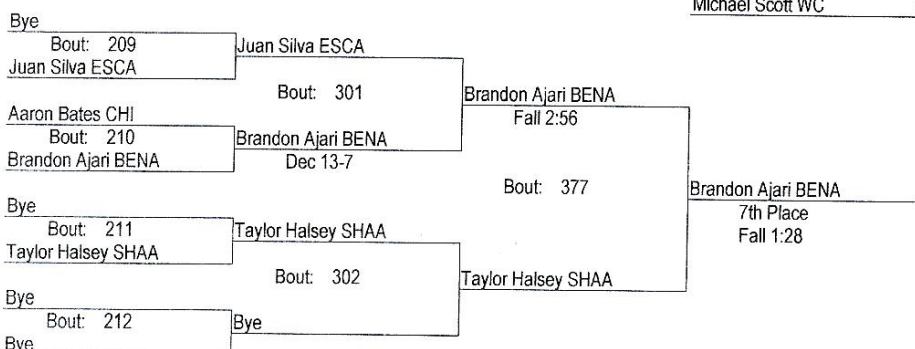 Michael Scott WC
Bye
Bout: 209
Juan Silva ESCA
Juan Silva ESCA
Bout: 301
Aaron Bates CHI
Bout: 210
Brandon Ajari BENA
Brandon Ajari BENA
Dec 13-7
Brandon Ajari BENA
Fall 2:56
Bout: 377
Bye
Bout: 211
Taylor Halsey SHAA
Taylor Halsey SHAA
Bout: 302
Bye
Bout: 212
Bye
Bye
Taylor Halsey SHAA
Brandon Ajari BENA
7th Place
Fall 1:28